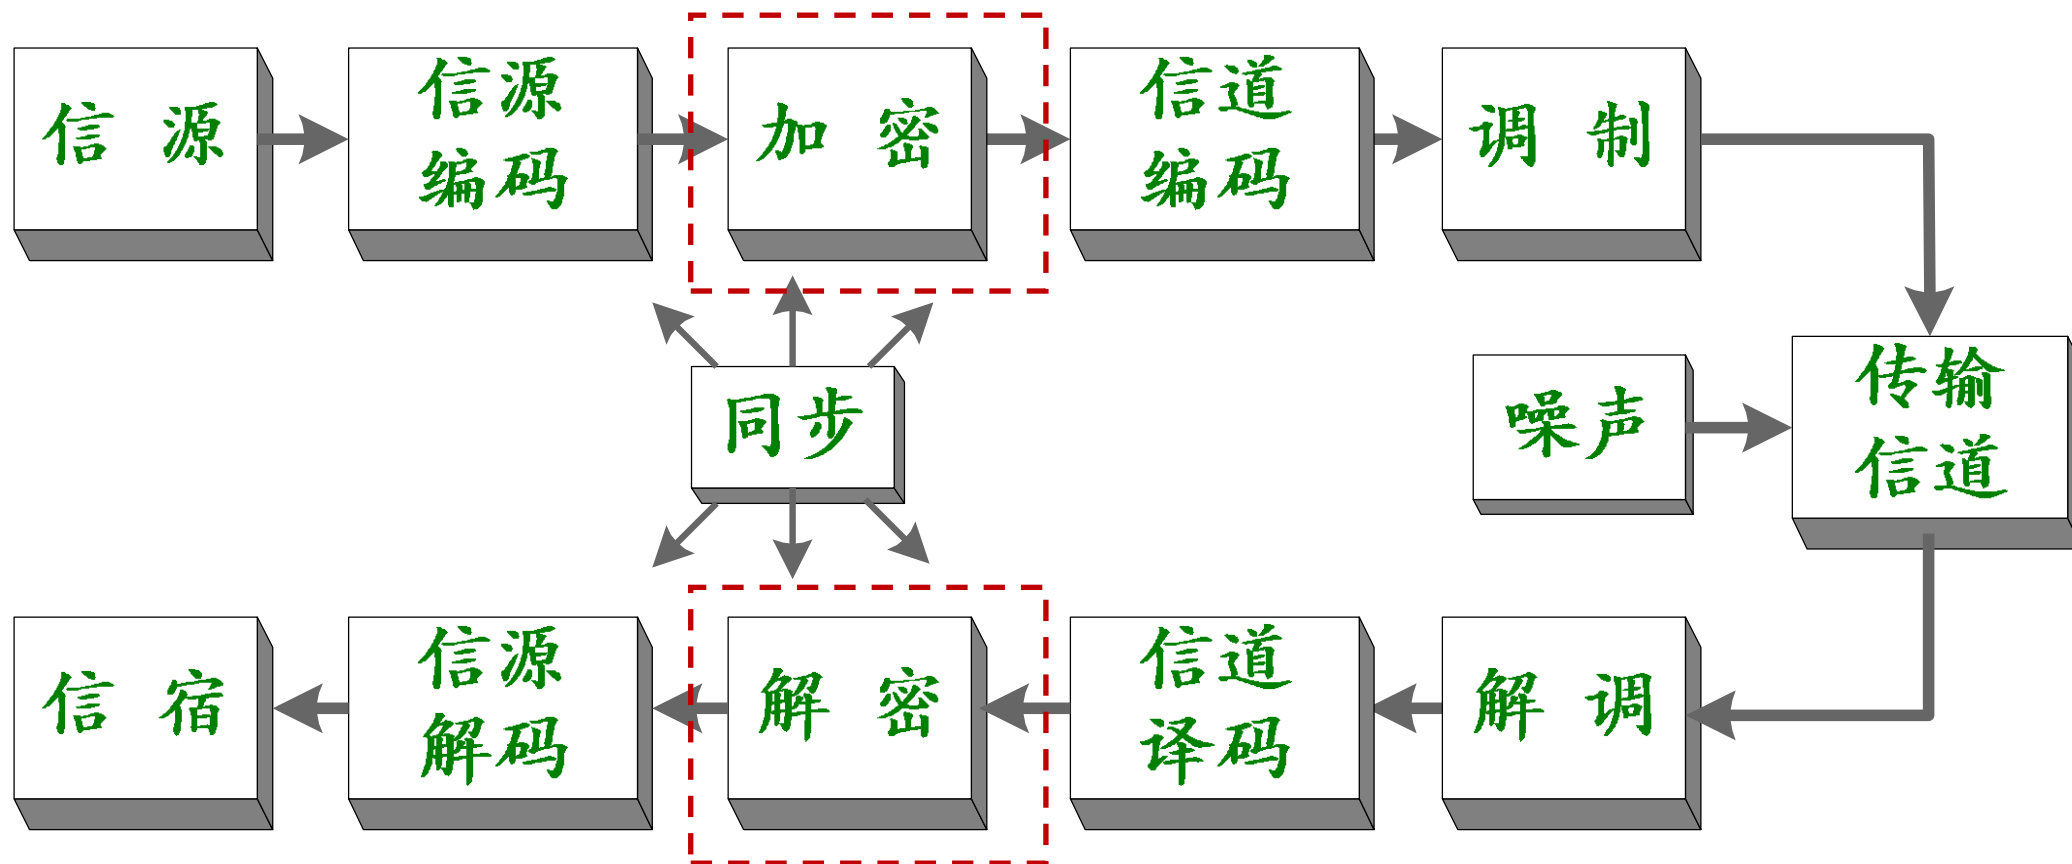 信 源
信源
编码
加 密
信道
编码
调 制
同步
噪声
传输
信道
信 宿
信源
解码
解 密
信道
译码
解 调